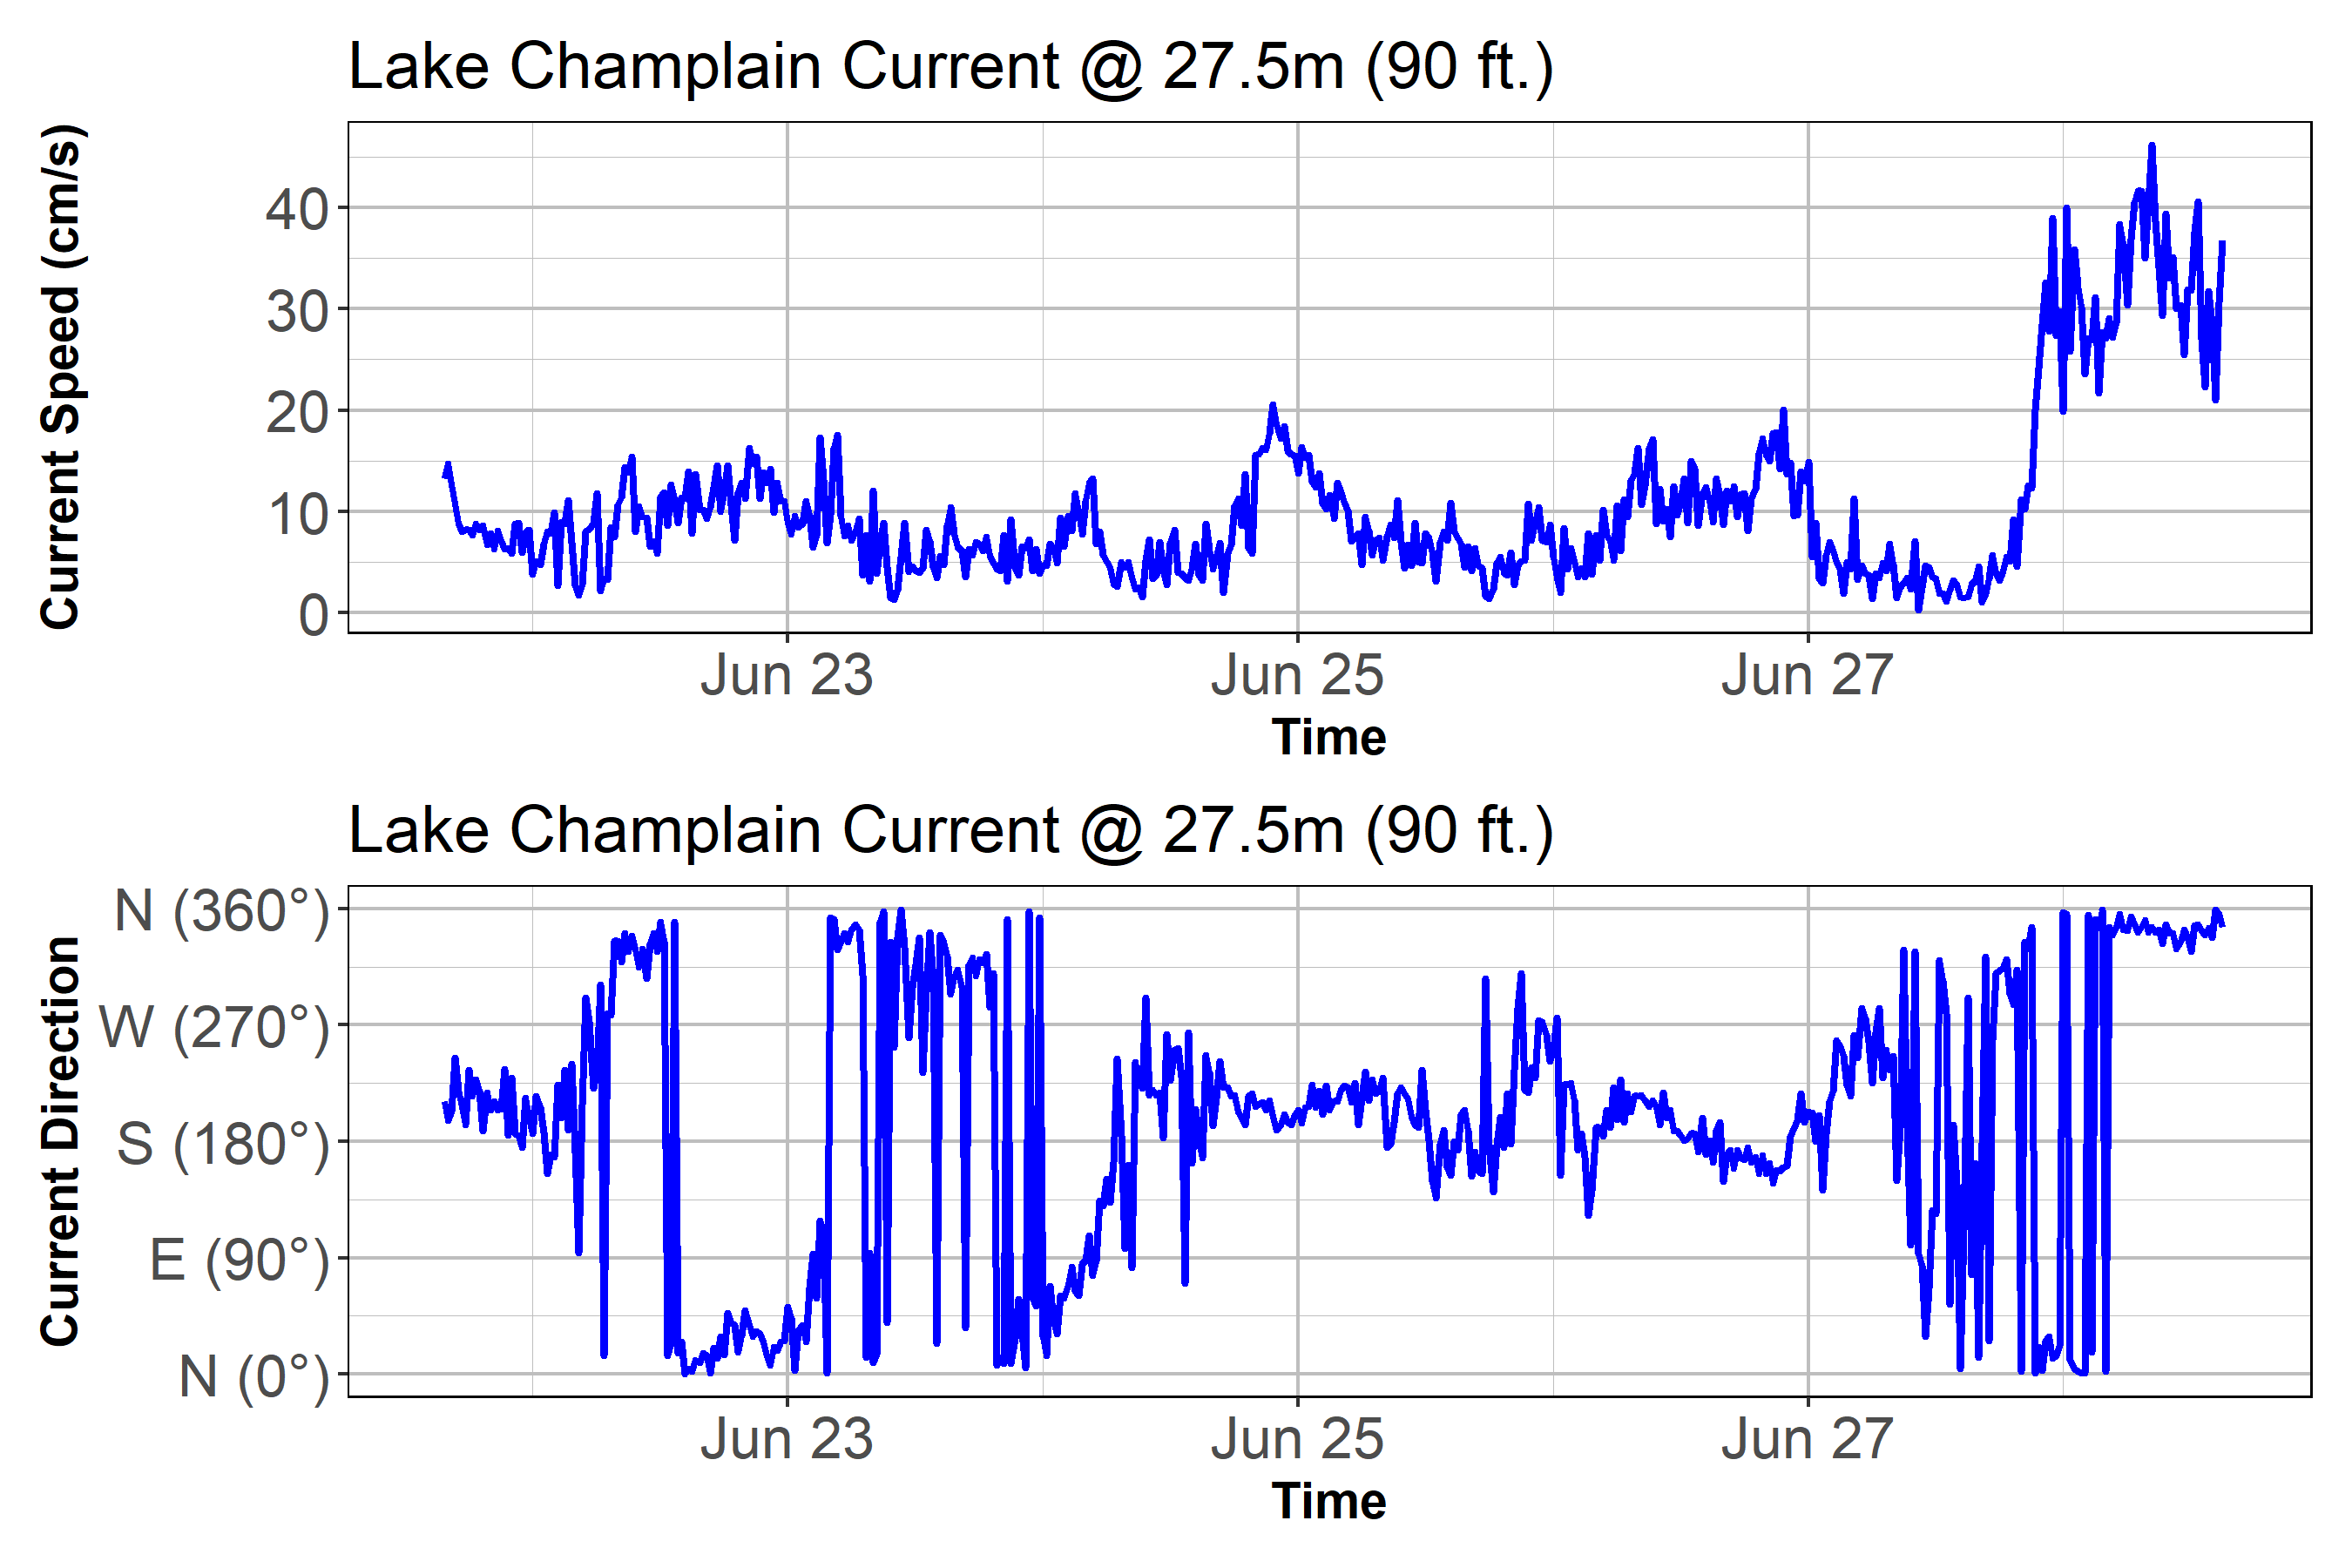 Lake Champlain Current @ 27.5m (90 ft.)
Current Speed (cm/s)
40
30
20
10
0
Jun 23 Jun 25 Jun 27
Time
Lake Champlain Current @ 27.5m (90 ft.)
Current Direction
N (360°)
W (270°)
S (180°)
E (90°)
N (0°)
Jun 23 Jun 25 Jun 27
Time